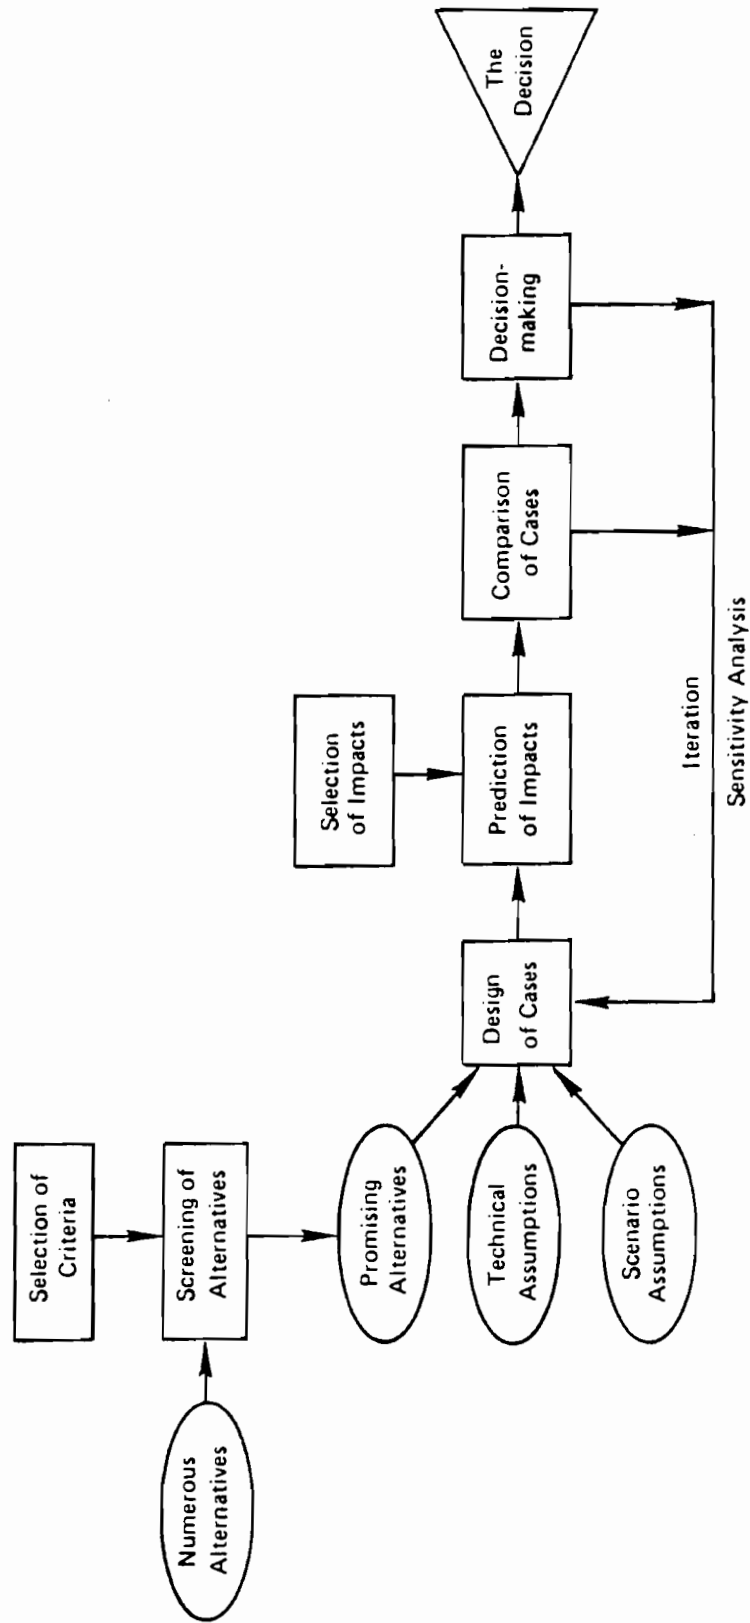 Selection of
Criteria
Numerous
Alternatives
Screening of
Alternatives
Promising
Alternatives
Technical
Assumptions
Scenario
Assumptions
Design
of Cases
Selection
of Impacts
Prediction
of Impacts
Comparison
of Cases
Decision-
making
The
Decision
Iteration
Sensitivity Analysis